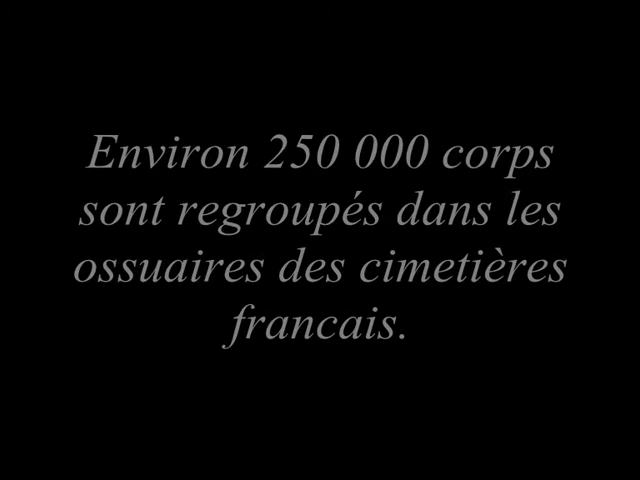 Environ 250 000 corps
sont regroupés dans les
ossuaires des cimetières
francais.